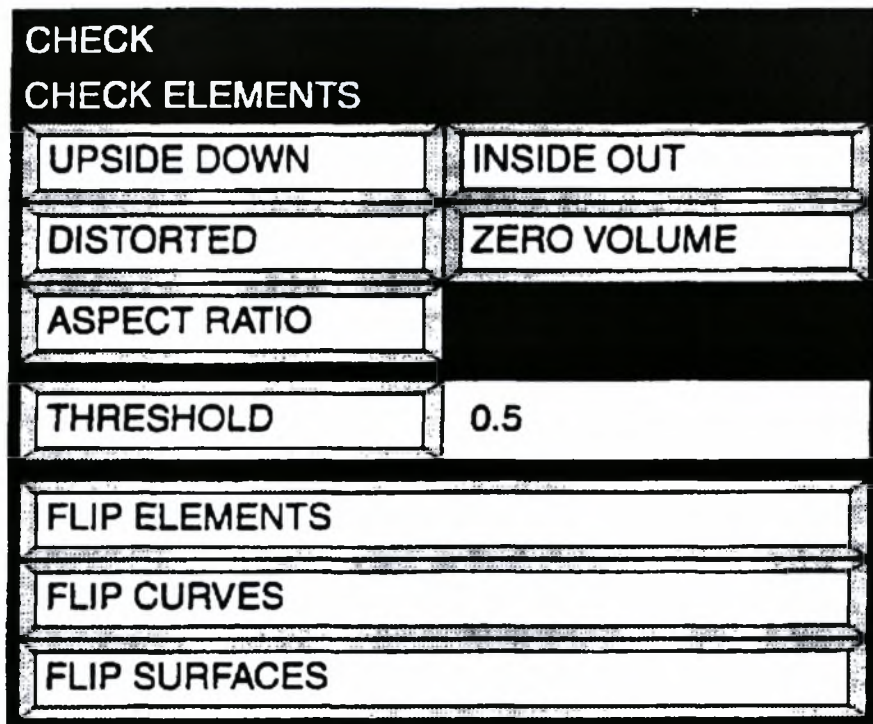 CHECK
CHECK ELEMENTS
UPSIDE DOWN INSIDE OUT
DISTORTED ZERO VOLUME
ASPECT RATIO
THRESHOLD 0.5
FLIP ELEMENTS
FLIP CURVES
FLIP SURFACES